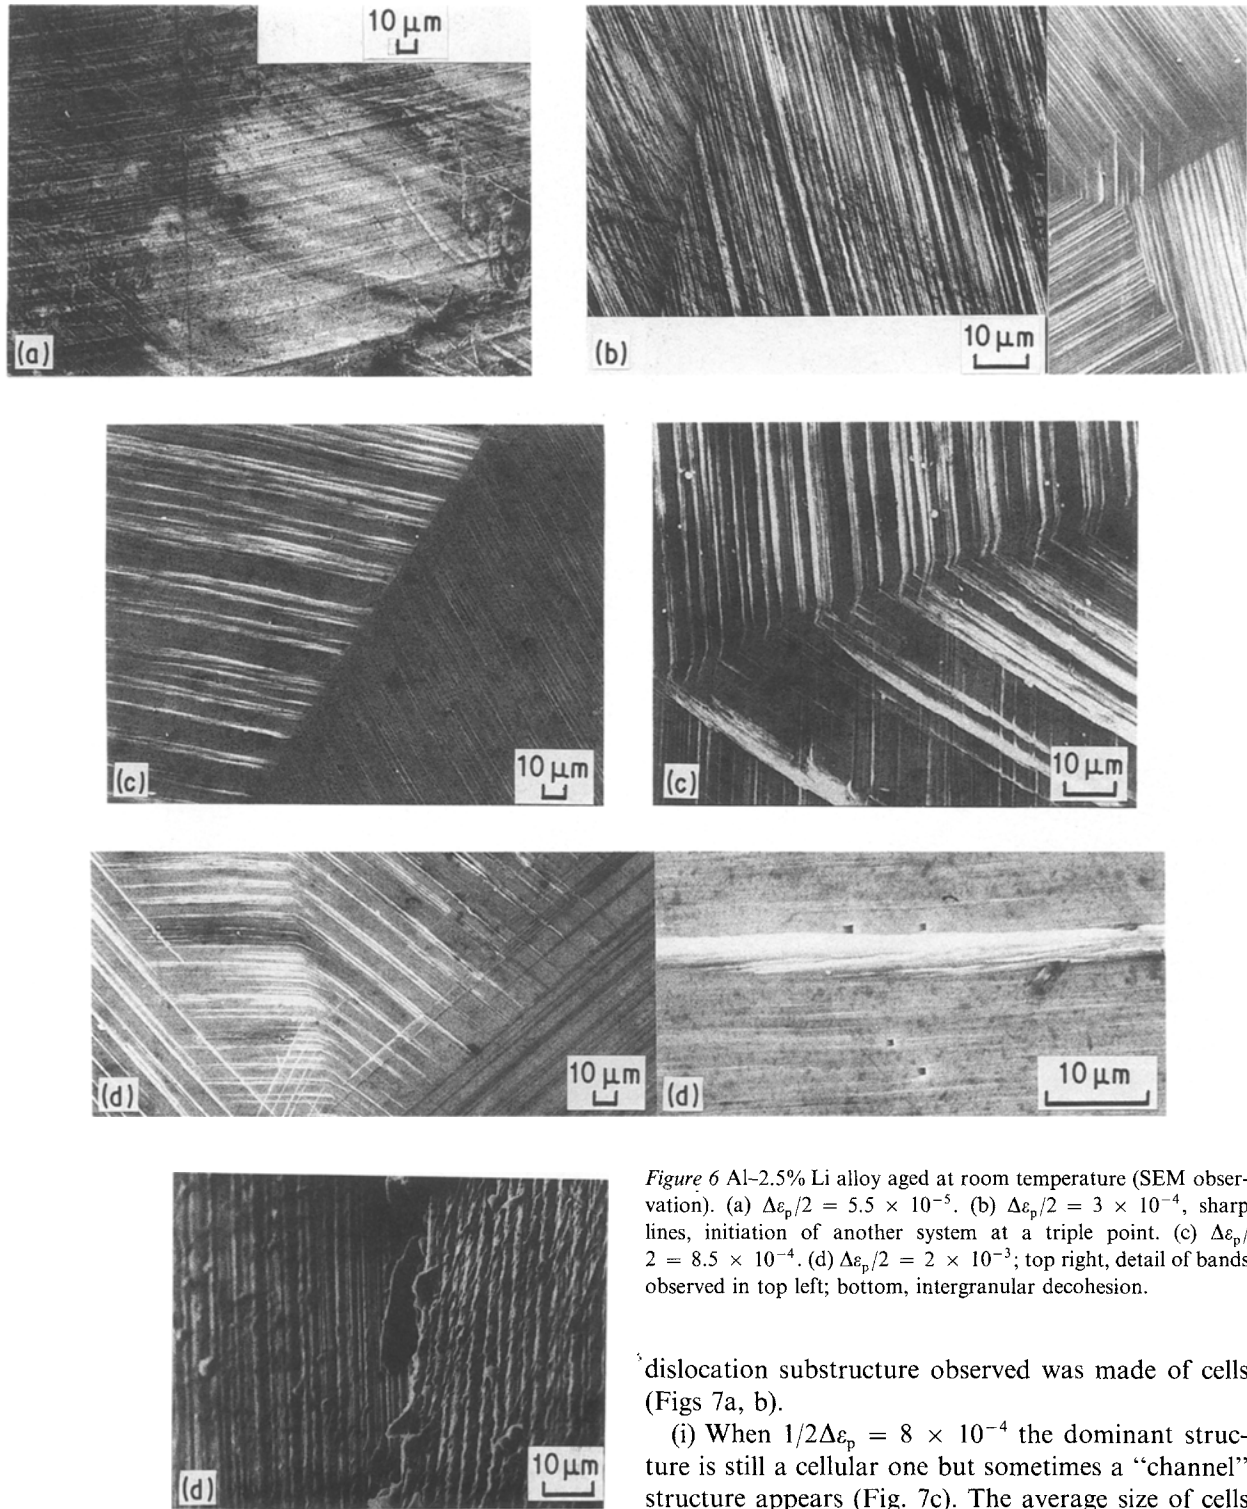 10 μm
(a)
10 μm
(b)
10 μm
(c)
10 μm
(c)
10 μm
(d)
10 μm
(d)
10 μm
(d)
Figure 6 Al–2.5% Li alloy aged at room temperature (SEM obser-
vation). (a) Δεₚ/2 = 5.5 × 10⁻⁵. (b) Δεₚ/2 = 3 × 10⁻⁴, sharp
lines, initiation of another system at a triple point. (c) Δεₚ/
2 = 8.5 × 10⁻⁴. (d) Δεₚ/2 = 2 × 10⁻³; top right, detail of bands
observed in top left; bottom, intergranular decohesion.
dislocation substructure observed was made of cells
(Figs 7a, b).
(i) When 1/2Δεₚ = 8 × 10⁻⁴ the dominant struc-
ture is still a cellular one but sometimes a “channel”
structure appears (Fig. 7c). The average size of cells